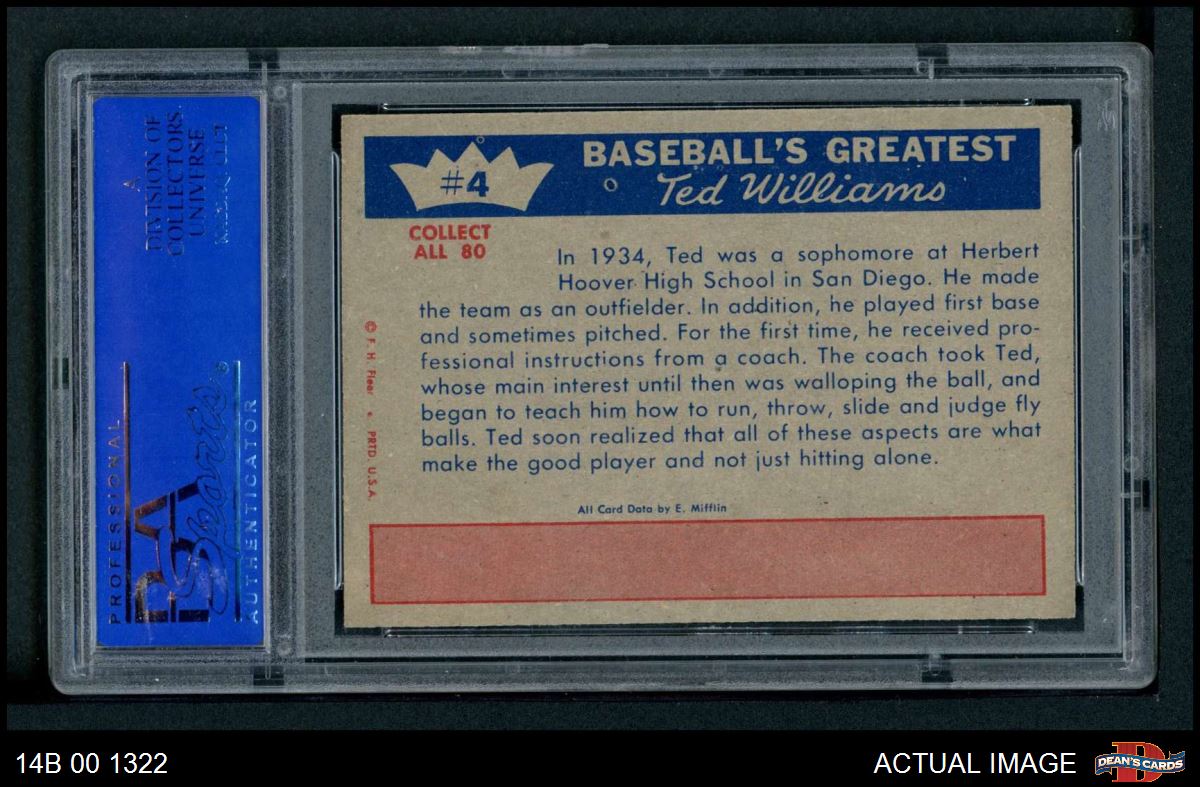 A
DIVISION OF
COLLECTORS
UNIVERSE
PROFESSIONAL
PSA
Sports
AUTHENTICATOR
#4
BASEBALL'S GREATEST
Ted Williams
COLLECT
ALL 80
In 1934, Ted was a sophomore at Herbert
Hoover High School in San Diego. He made
the team as an outfielder. In addition, he played first base
and sometimes pitched. For the first time, he received pro-
fessional instructions from a coach. The coach took Ted,
whose main interest until then was walloping the ball, and
began to teach him how to run, throw, slide and judge fly
balls. Ted soon realized that all of these aspects are what
make the good player and not just hitting alone.
© F. H. Fleer
PRTD. U.S.A.
All Card Data by E. Mifflin
14B 00 1322
ACTUAL IMAGE
DEAN'S CARDS